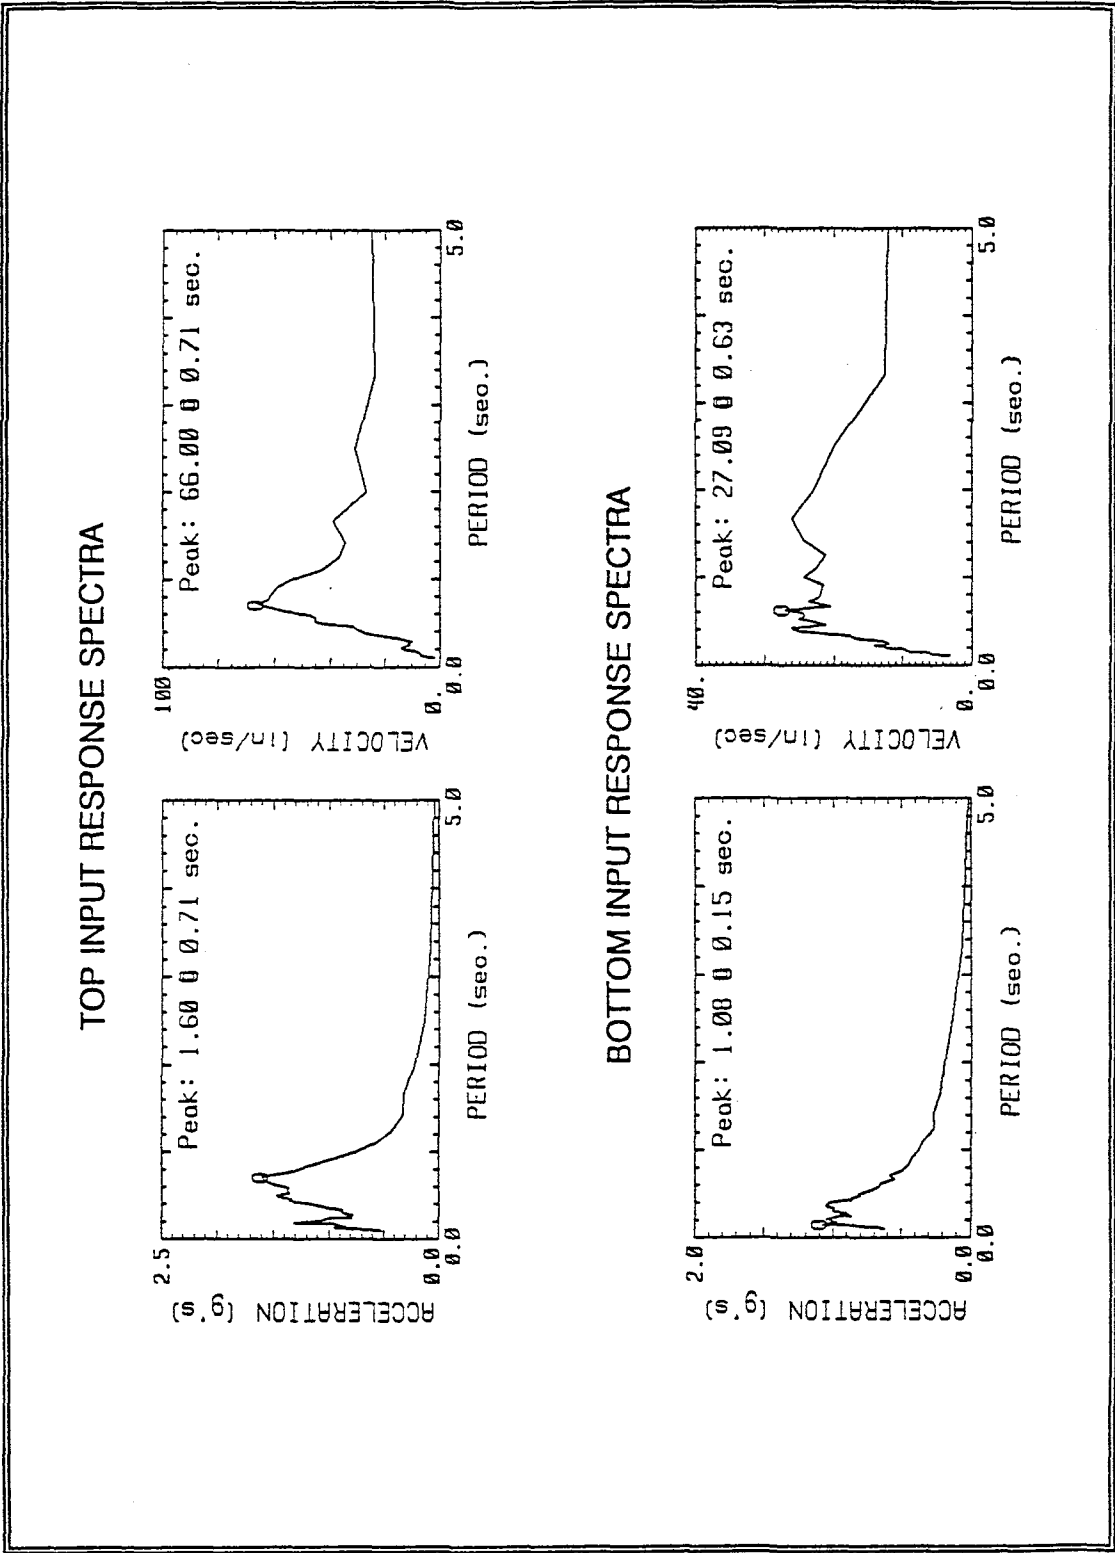 TOP INPUT RESPONSE SPECTRA
2.5
Peak: 1.60 @ 0.71 sec.
ACCELERATION (g's)
0.0
0.0
5.0
PERIOD (sec.)
100
Peak: 66.00 @ 0.71 sec.
VELOCITY (in/sec)
0.
0.0
5.0
PERIOD (sec.)
BOTTOM INPUT RESPONSE SPECTRA
2.0
Peak: 1.08 @ 0.15 sec.
ACCELERATION (g's)
0.0
0.0
5.0
PERIOD (sec.)
40.
Peak: 27.09 @ 0.63 sec.
VELOCITY (in/sec)
0.
0.0
5.0
PERIOD (sec.)